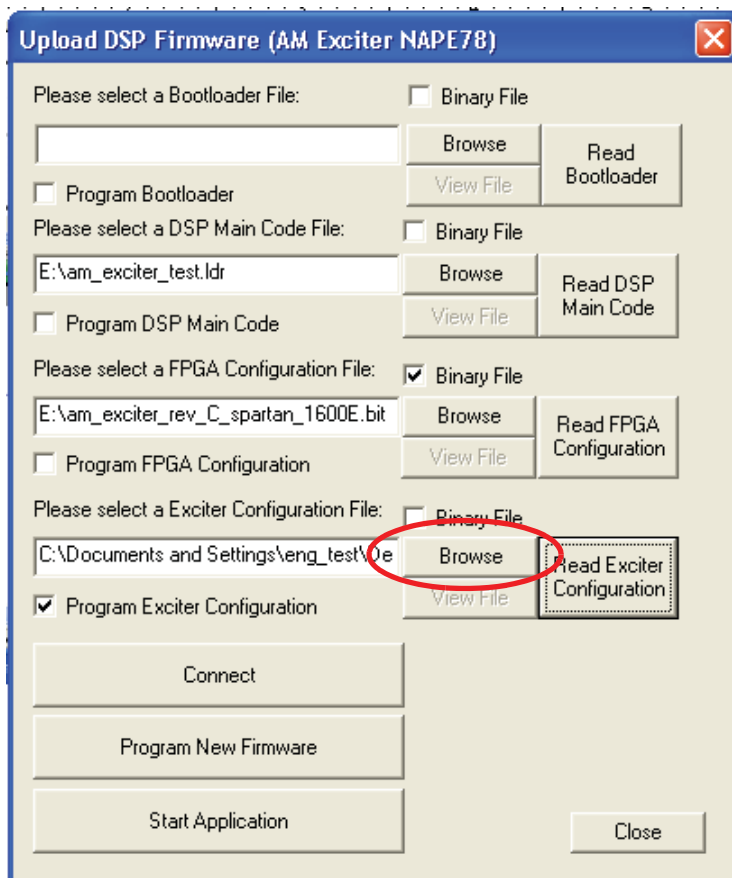 Upload DSP Firmware (AM Exciter NAPE78)
Please select a Bootloader File:
Binary File
Browse
View File
Read
Bootloader
Program Bootloader
Please select a DSP Main Code File:
Binary File
E:\am_exciter_test.ldr
Browse
View File
Read DSP
Main Code
Program DSP Main Code
Please select a FPGA Configuration File:
Binary File
E:\am_exciter_rev_C_spartan_1600E.bit
Browse
View File
Read FPGA
Configuration
Program FPGA Configuration
Please select a Exciter Configuration File:
Binary File
C:\Documents and Settings\eng_test\De
Browse
View File
Read Exciter
Configuration
Program Exciter Configuration
Connect
Program New Firmware
Start Application
Close